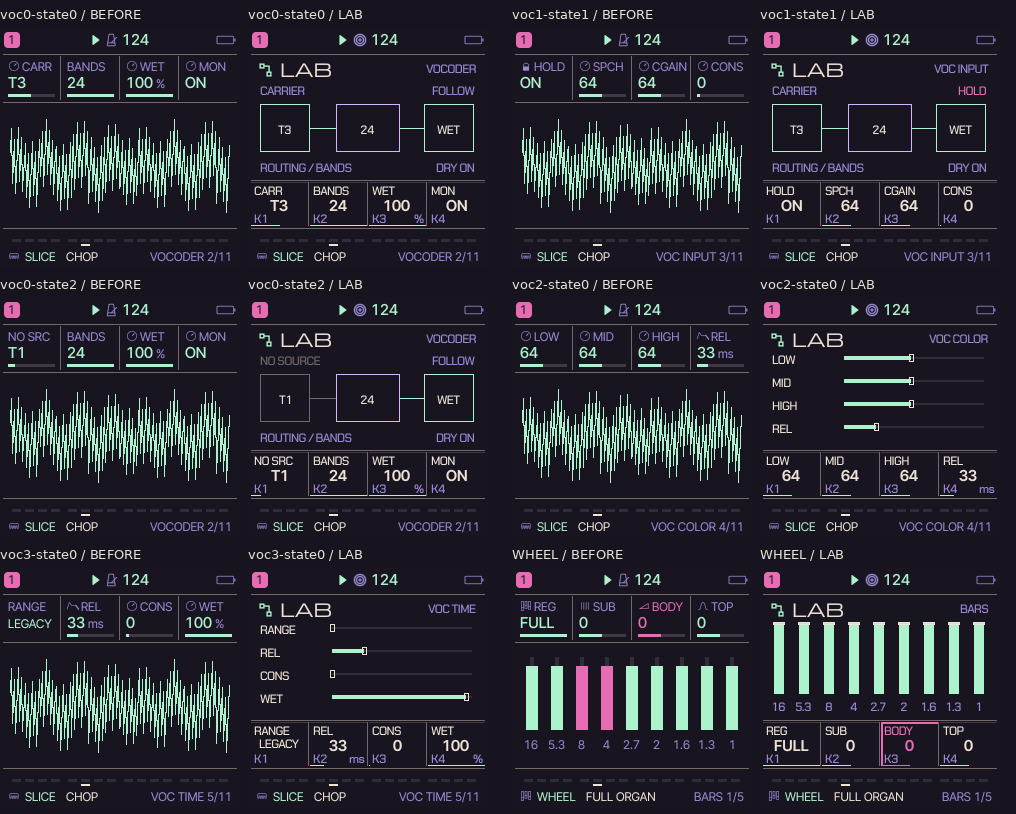 voc0-state0 / BEFORE
1 124
CARR BANDS WET MON
T3 24 100 % ON
SLICE CHOP VOCODER 2/11
voc0-state0 / LAB
1 124
LAB VOCODER
CARRIER FOLLOW
T3 24 WET
ROUTING / BANDS DRY ON
CARR BANDS WET MON
T3 24 100 ON
K1 K2 K3 % K4
SLICE CHOP VOCODER 2/11
voc1-state1 / BEFORE
1 124
HOLD SPCH CGAIN CONS
ON 64 64 0
SLICE CHOP VOC INPUT 3/11
voc1-state1 / LAB
1 124
LAB VOC INPUT
CARRIER HOLD
T3 24 WET
ROUTING / BANDS DRY ON
HOLD SPCH CGAIN CONS
ON 64 64 0
K1 K2 K3 K4
SLICE CHOP VOC INPUT 3/11
voc0-state2 / BEFORE
1 124
NO SRC BANDS WET MON
T1 24 100 % ON
SLICE CHOP VOCODER 2/11
voc0-state2 / LAB
1 124
LAB VOCODER
NO SOURCE FOLLOW
T1 24 WET
ROUTING / BANDS DRY ON
NO SRC BANDS WET MON
T1 24 100 ON
K1 K2 K3 % K4
SLICE CHOP VOCODER 2/11
voc2-state0 / BEFORE
1 124
LOW MID HIGH REL
64 64 64 33 ms
SLICE CHOP VOC COLOR 4/11
voc2-state0 / LAB
1 124
LAB VOC COLOR
LOW
MID
HIGH
REL
LOW MID HIGH REL
64 64 64 33
K1 K2 K3 K4 ms
SLICE CHOP VOC COLOR 4/11
voc3-state0 / BEFORE
1 124
RANGE REL CONS WET
LEGACY 33 ms 0 100 %
SLICE CHOP VOC TIME 5/11
voc3-state0 / LAB
1 124
LAB VOC TIME
RANGE
REL
CONS
WET
RANGE REL CONS WET
LEGACY 33 0 100
K1 K2 ms K3 K4 %
SLICE CHOP VOC TIME 5/11
WHEEL / BEFORE
1 124
REG SUB BODY TOP
FULL 0 0 0
16 5.3 8 4 2.7 2 1.6 1.3 1
WHEEL FULL ORGAN BARS 1/5
WHEEL / LAB
1 124
LAB BARS
16 5.3 8 4 2.7 2 1.6 1.3 1
REG SUB BODY TOP
FULL 0 0 0
K1 K2 K3 K4
WHEEL FULL ORGAN BARS 1/5